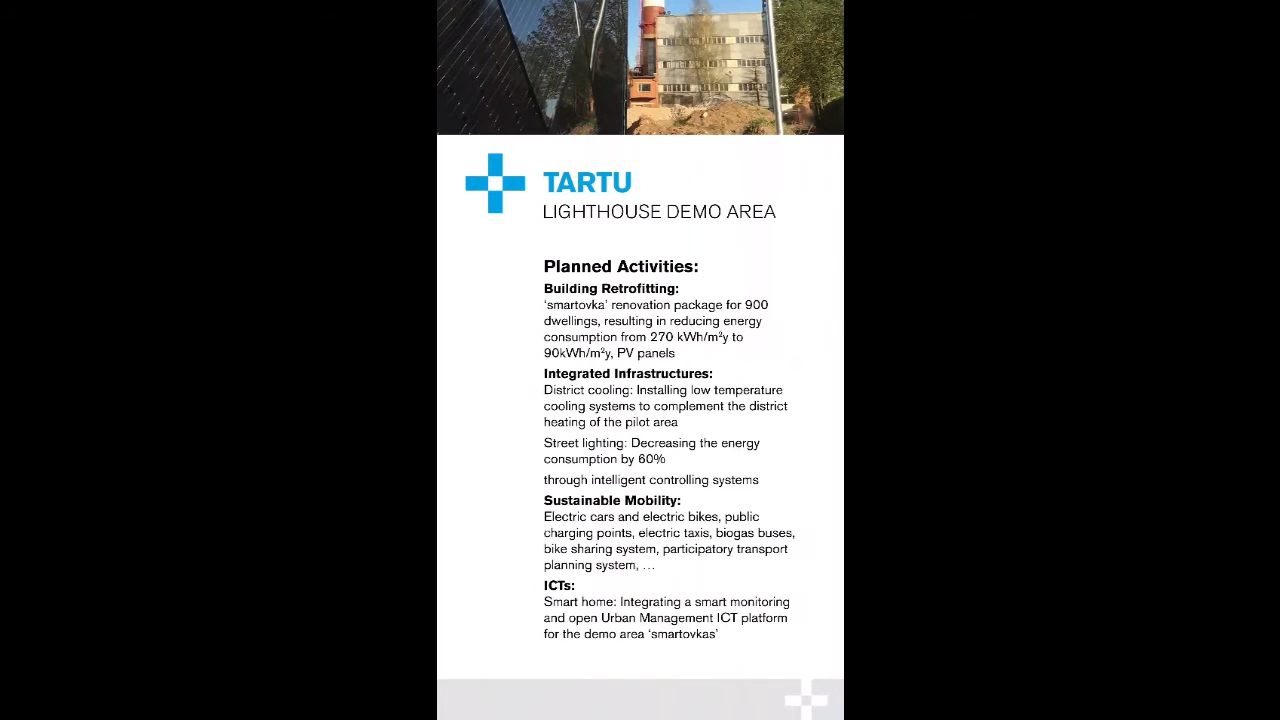 TARTU
LIGHTHOUSE DEMO AREA
Planned Activities:
Building Retrofitting:
‘smartovka’ renovation package for 900
dwellings, resulting in reducing energy
consumption from 270 kWh/m²y to
90kWh/m²y, PV panels
Integrated Infrastructures:
District cooling: Installing low temperature
cooling systems to complement the district
heating of the pilot area
Street lighting: Decreasing the energy
consumption by 60%
through intelligent controlling systems
Sustainable Mobility:
Electric cars and electric bikes, public
charging points, electric taxis, biogas buses,
bike sharing system, participatory transport
planning system, …
ICTs:
Smart home: Integrating a smart monitoring
and open Urban Management ICT platform
for the demo area ‘smartovkas’